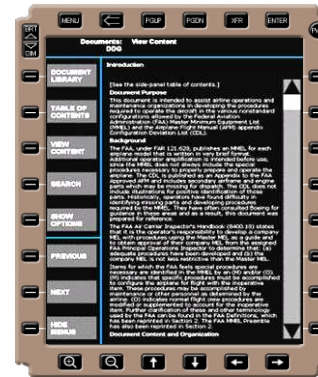 MENU
PGUP
PGDN
XFR
ENTER
BRT
DIM
Documents: View Content
DDG
DOCUMENT
LIBRARY
TABLE OF
CONTENTS
VIEW
CONTENT
SEARCH
SHOW
OPTIONS
PREVIOUS
NEXT
HIDE
MENUS
Introduction
[See the side-panel table of contents.]
Document Purpose
This document is intended to assist airline operations and
maintenance organizations in developing the procedures
required to operate the aircraft in the various nonstandard
configurations allowed by the Federal Aviation
Administration (FAA) Master Minimum Equipment List
(MMEL) and the Airplane Flight Manual (AFM) appendix
Configuration Deviation List (CDL).
Background
The FAA, under FAR 121.628, publishes an MMEL for each
airplane model that is written in very brief format.
Additional operator amplification is intended before use,
since the MMEL does not always include the special
procedures necessary to properly prepare and operate the
airplane. The CDL is published as an Appendix to the FAA
Approved AFM and includes secondary airframe and engine
parts which may be missing for dispatch. The CDL does not
include illustrations for positive identification of those
parts. Historically, operators have found difficulty in
identifying missing parts and developing procedures
required by the MMEL. They have often consulted Boeing for
guidance in these areas and as a result, this document was
prepared for reference.
The FAA Air Carrier Inspector's Handbook (8400.10) states
that it is the operator's responsibility to develop a company
MEL with procedures using the Master MEL as a guide and
to obtain approval of their company MEL from the assigned
FAA Principal Operations Inspector to determine that: (a)
adequate procedures have been developed and (b) the
company MEL is not less restrictive than the Master MEL.
Items for which the FAA feels special procedures are
necessary are identified in the MMEL by an (M) and/or (O).
(M) indicates that specific procedures must be accomplished
to configure the airplane for flight with the inoperative
item. These procedures may be accomplished by
maintenance or other personnel as determined by the
airline. (O) indicates normal flight crew procedures are
modified or supplemented to account for the inoperative
item. Further clarification of these and other terminology
used by the FAA can be found in the FAA Definitions, which
has been reprinted in Section 2. The FAA MMEL Preamble
has also been reprinted in Section 2.
Document Content and Organization